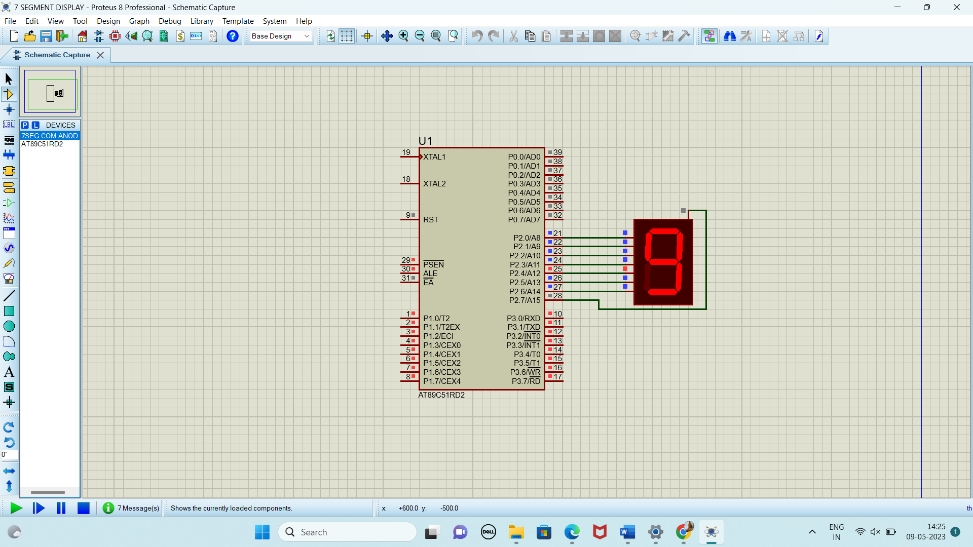 7 SEGMENT DISPLAY - Proteus 8 Professional - Schematic Capture
File Edit View Tool Design Graph Debug Library Template System Help
Base Design
Schematic Capture
P L DEVICES
7SEG-COM-ANOD
AT89C51RD2
U1
19 XTAL1
18 XTAL2
9 RST
29 PSEN
30 ALE
31 EA
1 P1.0/T2
2 P1.1/T2EX
3 P1.2/ECI
4 P1.3/CEX0
5 P1.4/CEX1
6 P1.5/CEX2
7 P1.6/CEX3
8 P1.7/CEX4
P0.0/AD0 39
P0.1/AD1 38
P0.2/AD2 37
P0.3/AD3 36
P0.4/AD4 35
P0.5/AD5 34
P0.6/AD6 33
P0.7/AD7 32
P2.0/A8 21
P2.1/A9 22
P2.2/A10 23
P2.3/A11 24
P2.4/A12 25
P2.5/A13 26
P2.6/A14 27
P2.7/A15 28
P3.0/RXD 10
P3.1/TXD 11
P3.2/INT0 12
P3.3/INT1 13
P3.4/T0 14
P3.5/T1 15
P3.6/WR 16
P3.7/RD 17
AT89C51RD2
9
0°
7 Message(s) Shows the currently loaded components. x +600.0 y -500.0 th
Search
DELL
ENG
IN
14:25
09-05-2023
1